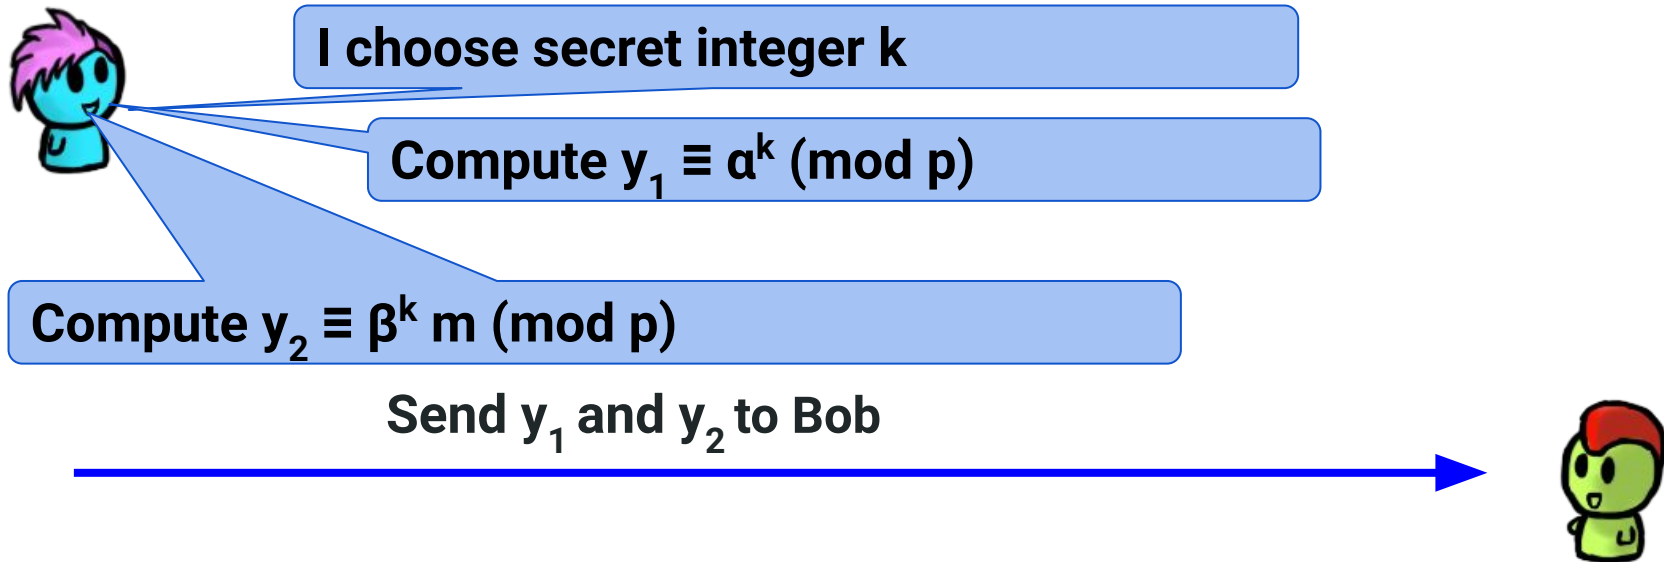 I choose secret integer k
Compute y₁ ≡ αᵏ (mod p)
Compute y₂ ≡ βᵏ m (mod p)
Send y₁ and y₂ to Bob